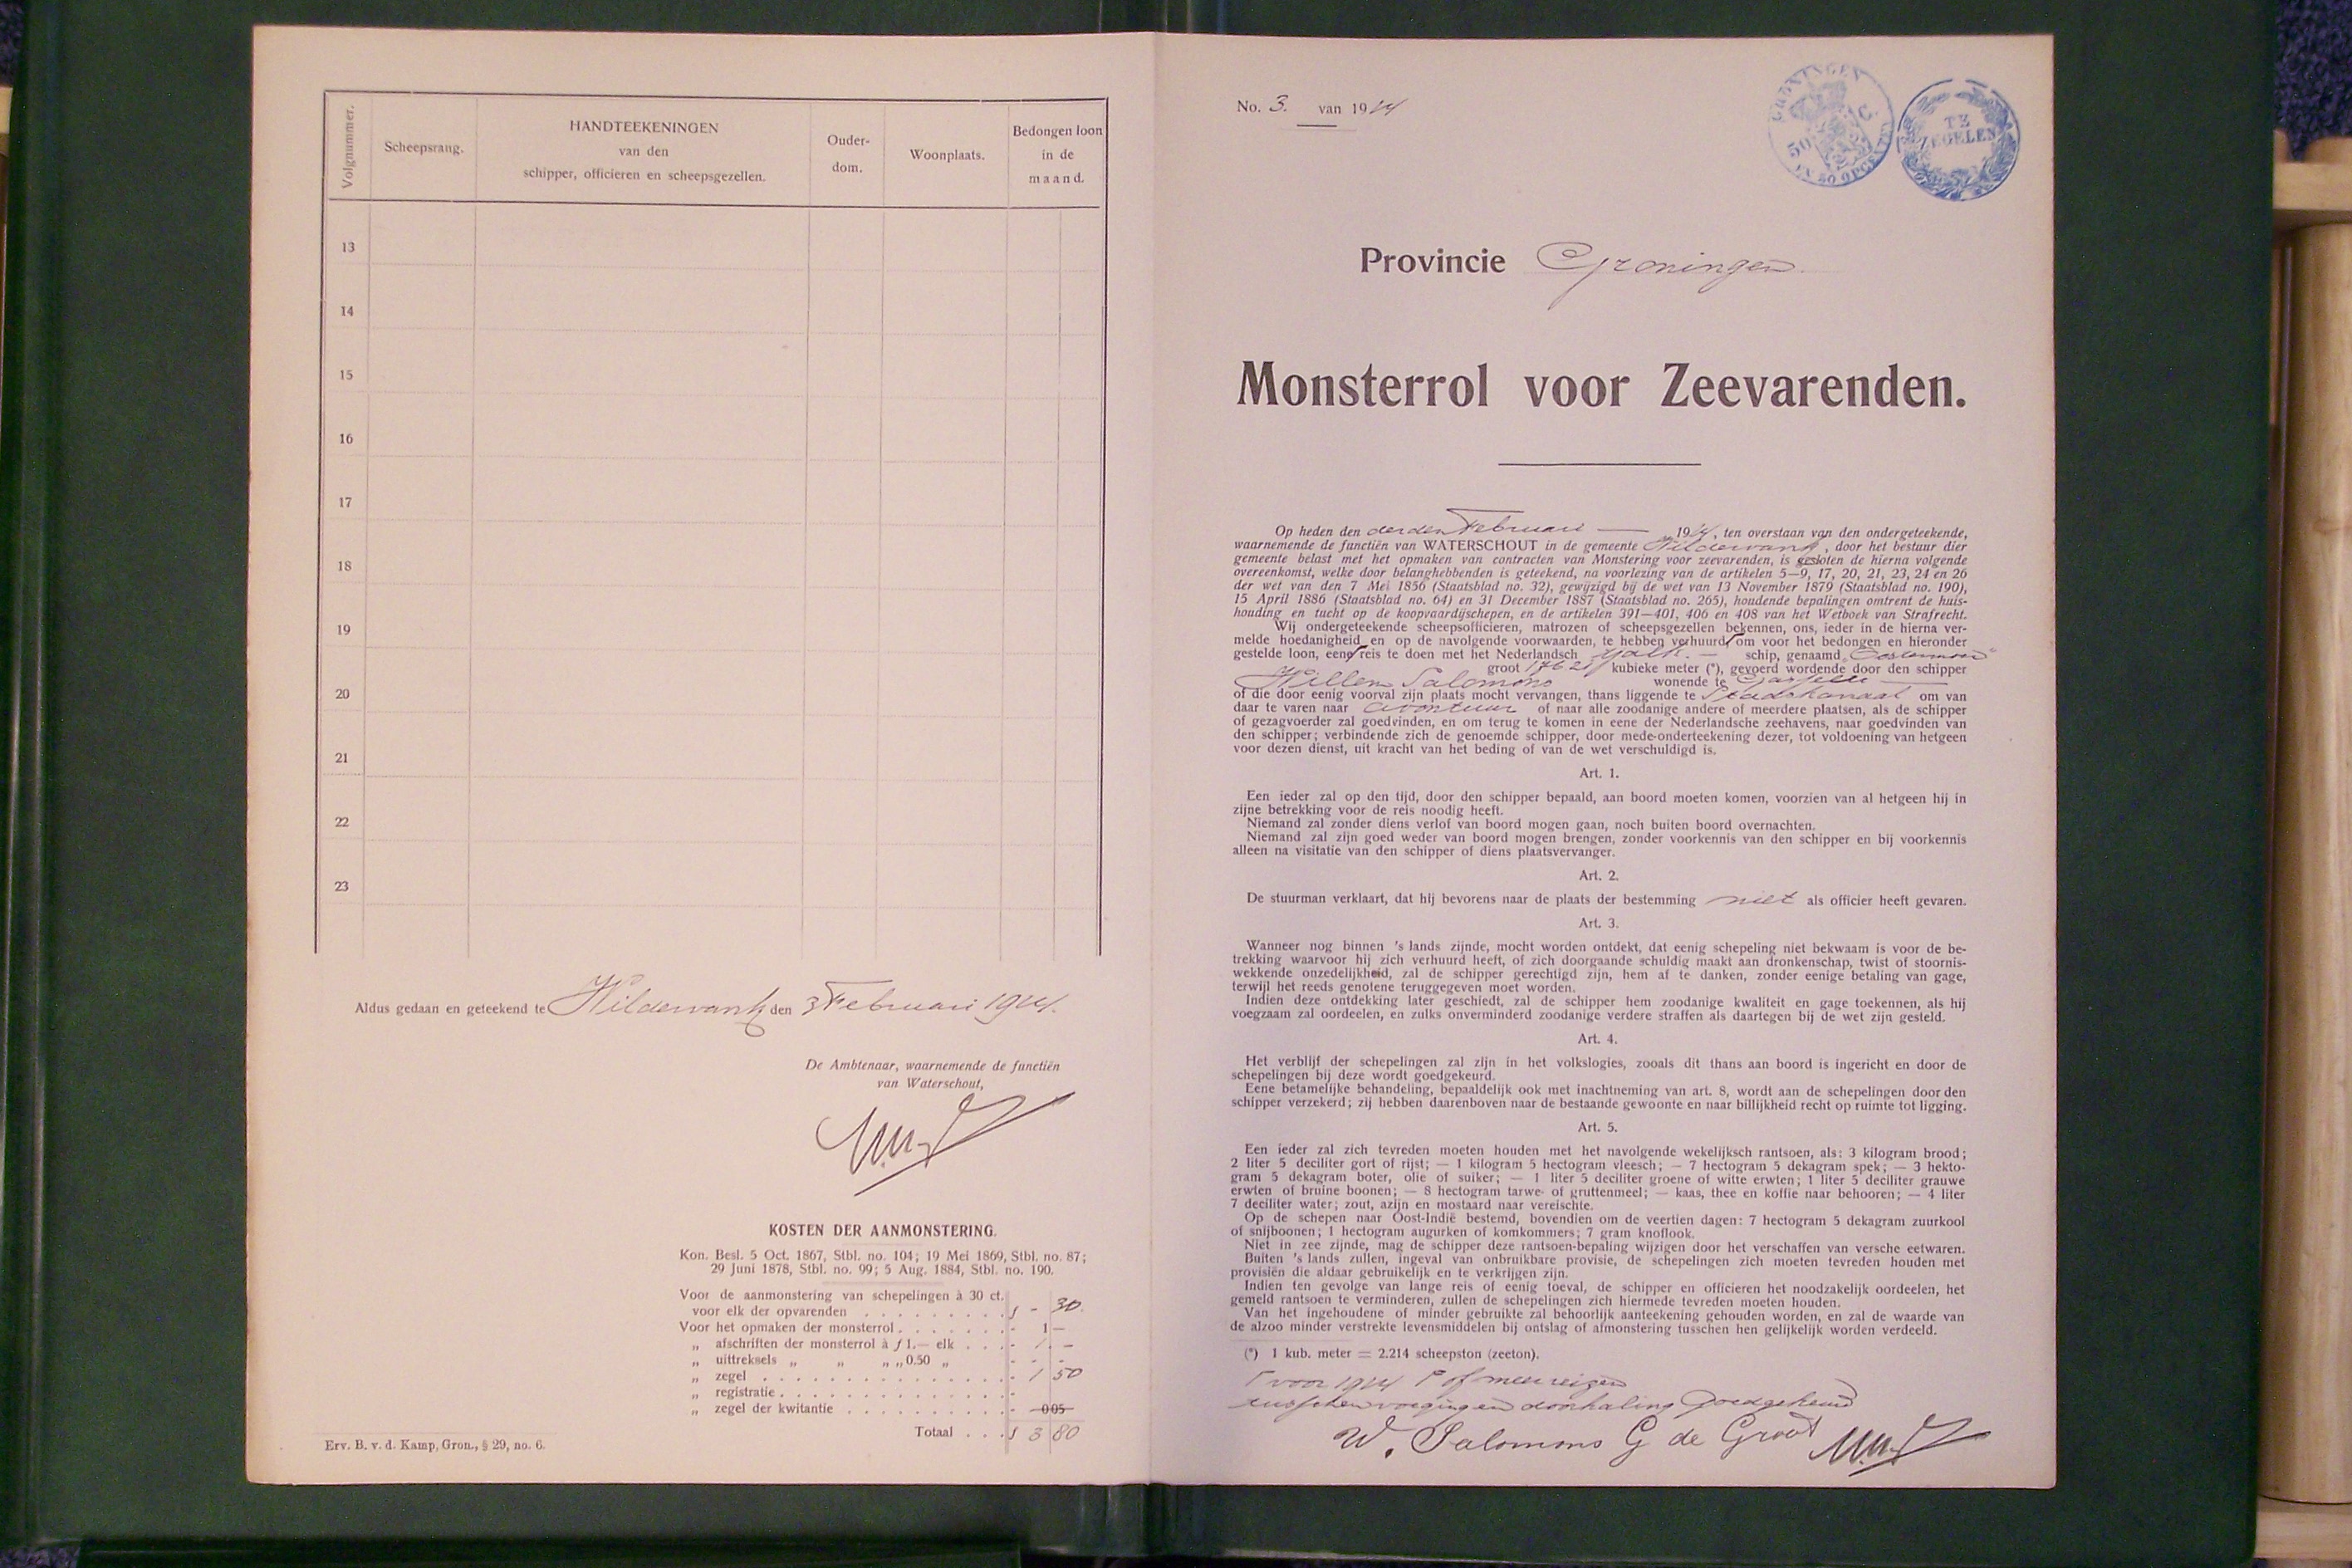 Volgnummer.
Scheepsrang.
HANDTEEKENINGEN
van den
schipper, officieren en scheepsgezellen.
Ouder-
dom.
Woonplaats.
Bedongen loon
in de
maand.
13
14
15
16
17
18
19
20
21
22
23
Aldus gedaan en geteekend te Wildervank den 3 Februari 1914.
De Ambtenaar, waarnemende de functiën
van Waterschout,
KOSTEN DER AANMONSTERING.
Kon. Besl. 5 Oct. 1867, Stbl. no. 104; 19 Mei 1869, Stbl. no. 87;
29 Juni 1878, Stbl. no. 99; 5 Aug. 1884, Stbl. no. 190.
Voor de aanmonstering van schepelingen à 30 ct.
voor elk der opvarenden . . . . . . . . . f - 30.
Voor het opmaken der monsterrol . . . . . . . - 1 —
„ afschriften der monsterrol à f 1.— elk . . . - 1. —
„ uittreksels „ „ „ „ 0.50 „ - - -
„ zegel . . . . . . . . . . . . . . . . - 1 50
„ registratie . . . . . . . . . . . . . . -
„ zegel der kwitantie . . . . . . . . . . - 0 05
Totaal . . . f 3 80
Erv. B. v. d. Kamp, Gron., § 29, no. 6.
No. 3. van 1914
GRONINGEN
50 C.
EN 50 OPCENTEN
TE
ZEGELEN
Provincie Groningen.
Monsterrol voor Zeevarenden.
Op heden den derden Februari — 1914, ten overstaan van den ondergeteekende,
waarnemende de functiën van WATERSCHOUT in de gemeente Wildervank, door het bestuur dier
gemeente belast met het opmaken van contracten van Monstering voor zeevarenden, is gesloten de hierna volgende
overeenkomst, welke door belanghebbenden is geteekend, na voorlezing van de artikelen 5—9, 17, 20, 21, 23, 24 en 26
der wet van den 7 Mei 1856 (Staatsblad no. 32), gewijzigd bij de wet van 13 November 1879 (Staatsblad no. 190),
15 April 1886 (Staatsblad no. 64) en 31 December 1887 (Staatsblad no. 265), houdende bepalingen omtrent de huis-
houding en tucht op de koopvaardijschepen, en de artikelen 391—401, 406 en 408 van het Wetboek van Strafrecht.
Wij ondergeteekende scheepsofficieren, matrozen of scheepsgezellen bekennen, ons, ieder in de hierna ver-
melde hoedanigheid en op de navolgende voorwaarden, te hebben verhuurd om voor het bedongen en hieronder
gestelde loon, eene reis te doen met het Nederlandsch schip, genaamd
groot kubieke meter (*), gevoerd wordende door den schipper
Willem Salomons wonende te Gasselte
of die door eenig voorval zijn plaats mocht vervangen, thans liggende te Stadskanaal om van
daar te varen naar avontuur of naar alle zoodanige andere of meerdere plaatsen, als de schipper
of gezagvoerder zal goedvinden, en om terug te komen in eene der Nederlandsche zeehavens, naar goedvinden van
den schipper; verbindende zich de genoemde schipper, door mede-onderteekening dezer, tot voldoening van hetgeen
voor dezen dienst, uit kracht van het beding of van de wet verschuldigd is.
Art. 1.
Een ieder zal op den tijd, door den schipper bepaald, aan boord moeten komen, voorzien van al hetgeen hij in
zijne betrekking voor de reis noodig heeft.
Niemand zal zonder diens verlof van boord mogen gaan, noch buiten boord overnachten.
Niemand zal zijn goed weder van boord mogen brengen, zonder voorkennis van den schipper en bij voorkennis
alleen na visitatie van den schipper of diens plaatsvervanger.
Art. 2.
De stuurman verklaart, dat hij bevorens naar de plaats der bestemming niet als officier heeft gevaren.
Art. 3.
Wanneer nog binnen 's lands zijnde, mocht worden ontdekt, dat eenig schepeling niet bekwaam is voor de be-
trekking waarvoor hij zich verhuurd heeft, of zich doorgaande schuldig maakt aan dronkenschap, twist of stoornis-
wekkende onzedelijkheid, zal de schipper gerechtigd zijn, hem af te danken, zonder eenige betaling van gage,
terwijl het reeds genotene teruggegeven moet worden.
Indien deze ontdekking later geschiedt, zal de schipper hem zoodanige kwaliteit en gage toekennen, als hij
voegzaam zal oordeelen, en zulks onverminderd zoodanige verdere straffen als daartegen bij de wet zijn gesteld.
Art. 4.
Het verblijf der schepelingen zal zijn in het volkslogies, zooals dit thans aan boord is ingericht en door de
schepelingen bij deze wordt goedgekeurd.
Eene betamelijke behandeling, bepaaldelijk ook met inachtneming van art. 8, wordt aan de schepelingen door den
schipper verzekerd; zij hebben daarenboven naar de bestaande gewoonte en naar billijkheid recht op ruimte tot ligging.
Art. 5.
Een ieder zal zich tevreden moeten houden met het navolgende wekelijksch rantsoen, als: 3 kilogram brood;
2 liter 5 deciliter gort of rijst; — 1 kilogram 5 hectogram vleesch; — 7 hectogram 5 dekagram spek; — 3 hekto-
gram 5 dekagram boter, olie of suiker; — 1 liter 5 deciliter groene of witte erwten; 1 liter 5 deciliter grauwe
erwten of bruine boonen; — 8 hectogram tarwe- of gruttenmeel; — kaas, thee en koffie naar behooren; — 4 liter
7 deciliter water; zout, azijn en mostaard naar vereischte.
Op de schepen naar Oost-Indië bestemd, bovendien om de veertien dagen: 7 hectogram 5 dekagram zuurkool
of snijboonen; 1 hectogram augurken of komkommers; 7 gram knoflook.
Niet in zee zijnde, mag de schipper deze rantsoen-bepaling wijzigen door het verschaffen van versche eetwaren.
Buiten 's lands zullen, ingeval van onbruikbare provisie, de schepelingen zich moeten tevreden houden met
provisiën die aldaar gebruikelijk en te verkrijgen zijn.
Indien ten gevolge van lange reis of eenig toeval, de schipper en officieren het noodzakelijk oordeelen, het
gemeld rantsoen te verminderen, zullen de schepelingen zich hiermede tevreden moeten houden.
Van het ingehoudene of minder gebruikte zal behoorlijk aanteekening gehouden worden, en zal de waarde van
de alzoo minder verstrekte levensmiddelen bij ontslag of afmonstering tusschen hen gelijkelijk worden verdeeld.
(*) 1 kub. meter = 2.214 scheepston (zeeton).
voor 1914 of meer reizen
tusschenvoeging en doorhaling goedgekeurd
W. Salomons G de Groot